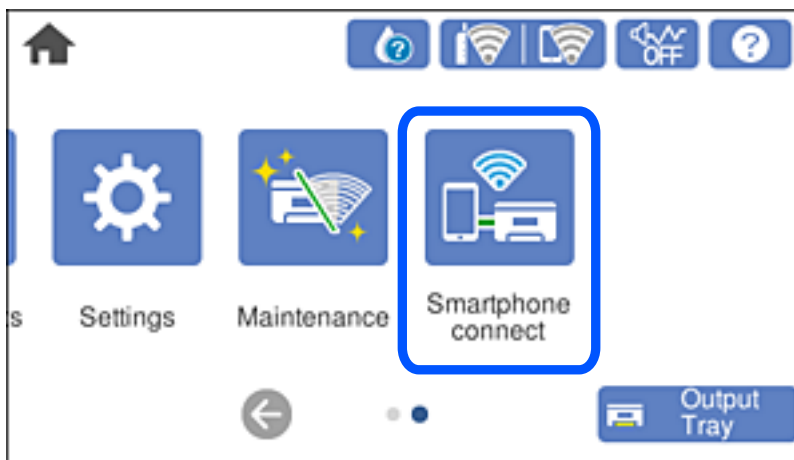 ?
OFF
?
s
Settings
Maintenance
Smartphone
connect
Output
Tray